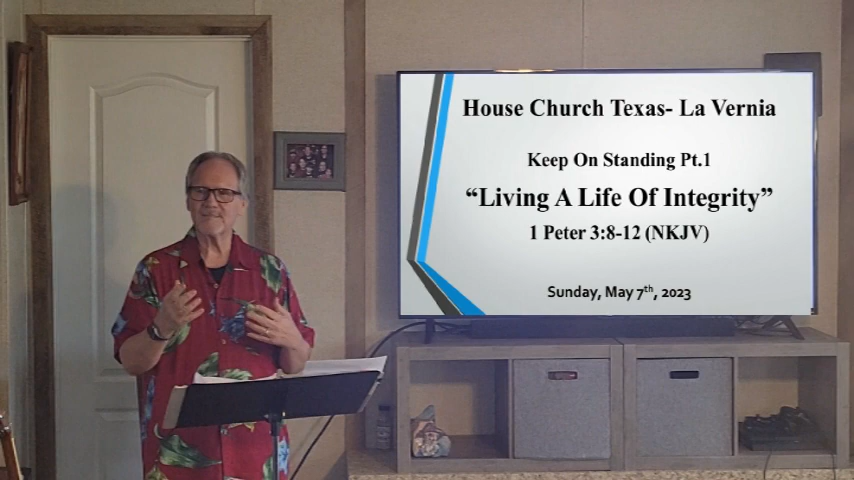 House Church Texas- La Vernia
Keep On Standing Pt.1
“Living A Life Of Integrity”
1 Peter 3:8-12 (NKJV)
Sunday, May 7th, 2023